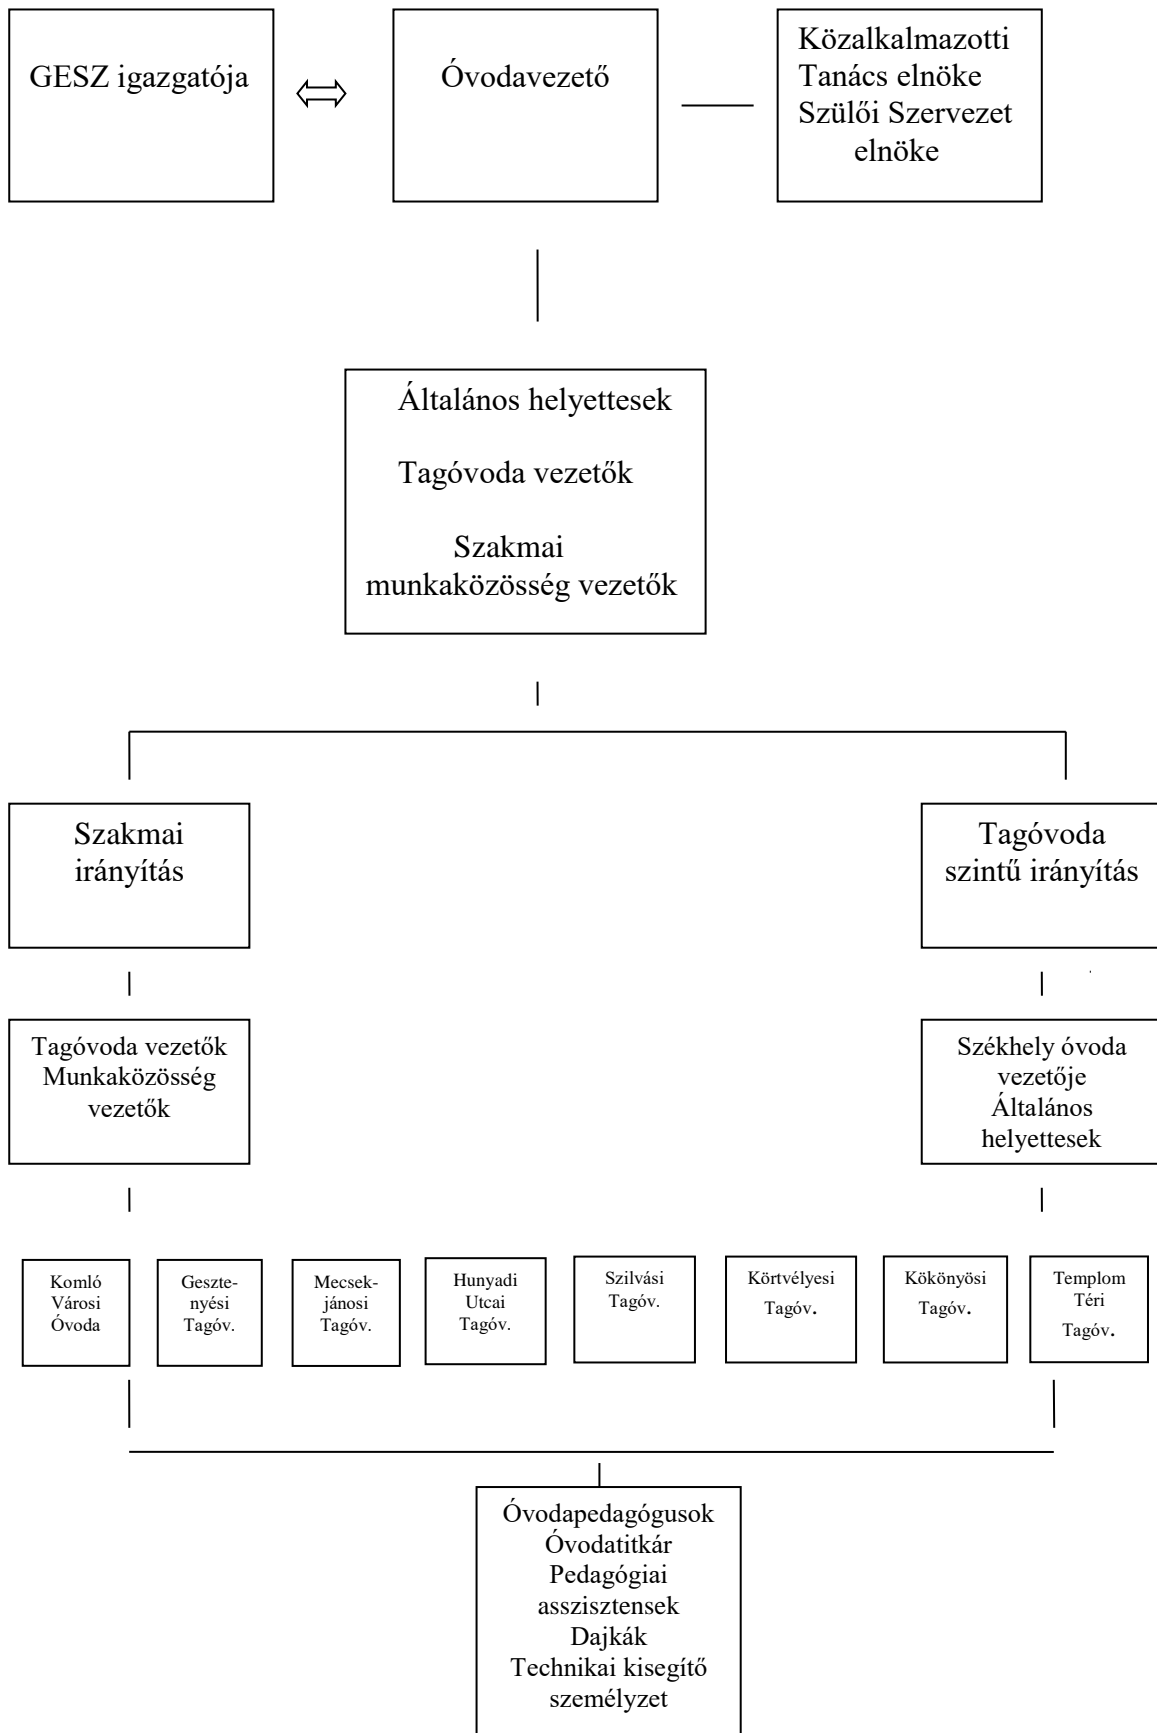 GESZ igazgatója
Óvodavezető
Közalkalmazotti
Tanács elnöke
Szülői Szervezet
elnöke
Általános helyettesek
Tagóvoda vezetők
Szakmai
munkaközösség vezetők
Szakmai
irányítás
Tagóvoda
szintű irányítás
Tagóvoda vezetők
Munkaközösség
vezetők
Székhely óvoda
vezetője
Általános
helyettesek
Komló
Városi
Óvoda
Geszte-
nyési
Tagóv.
Mecsek-
jánosi
Tagóv.
Hunyadi
Utcai
Tagóv.
Szilvási
Tagóv.
Körtvélyesi
Tagóv.
Kökönyösi
Tagóv.
Templom
Téri
Tagóv.
Óvodapedagógusok
Óvodatitkár
Pedagógiai
asszisztensek
Dajkák
Technikai kisegítő
személyzet